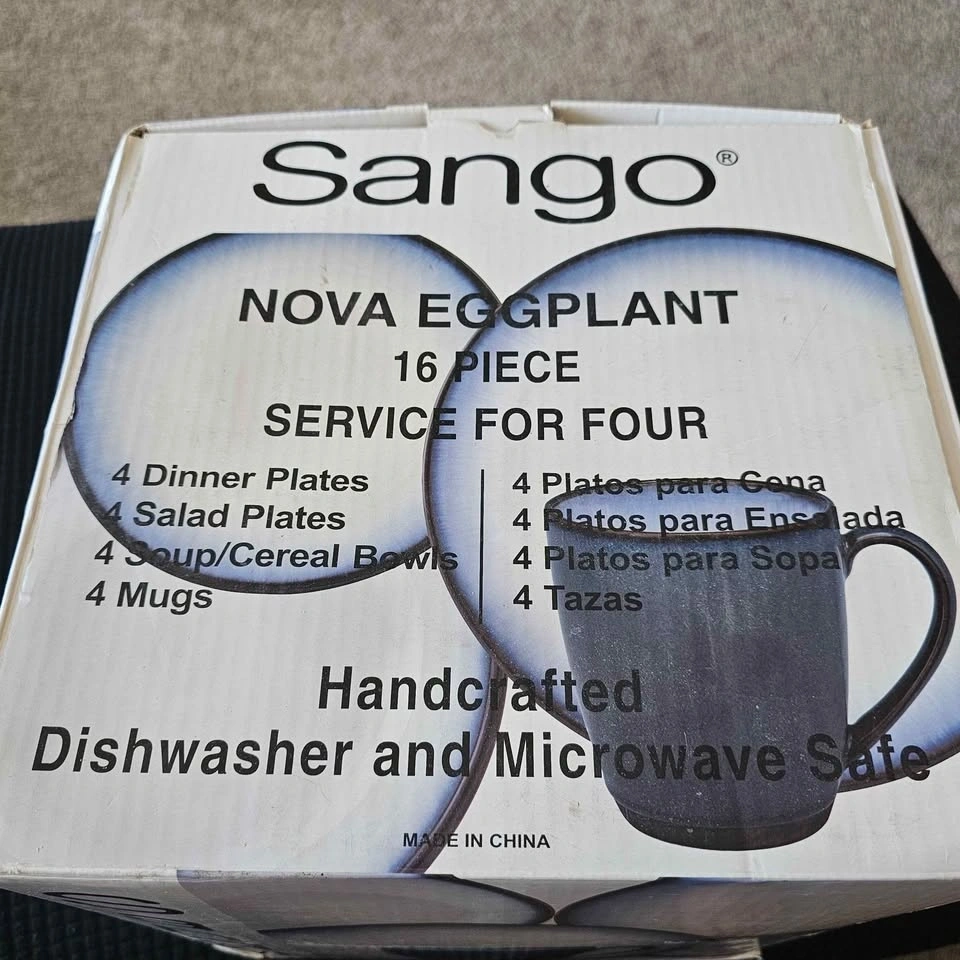 Sango®
NOVA EGGPLANT
16 PIECE
SERVICE FOR FOUR
4 Dinner Plates
4 Salad Plates
4 Soup/Cereal Bowls
4 Mugs
4 Platos para Cena
4 Platos para Ensalada
4 Platos para Sopa
4 Tazas
Handcrafted
Dishwasher and Microwave Safe
MADE IN CHINA